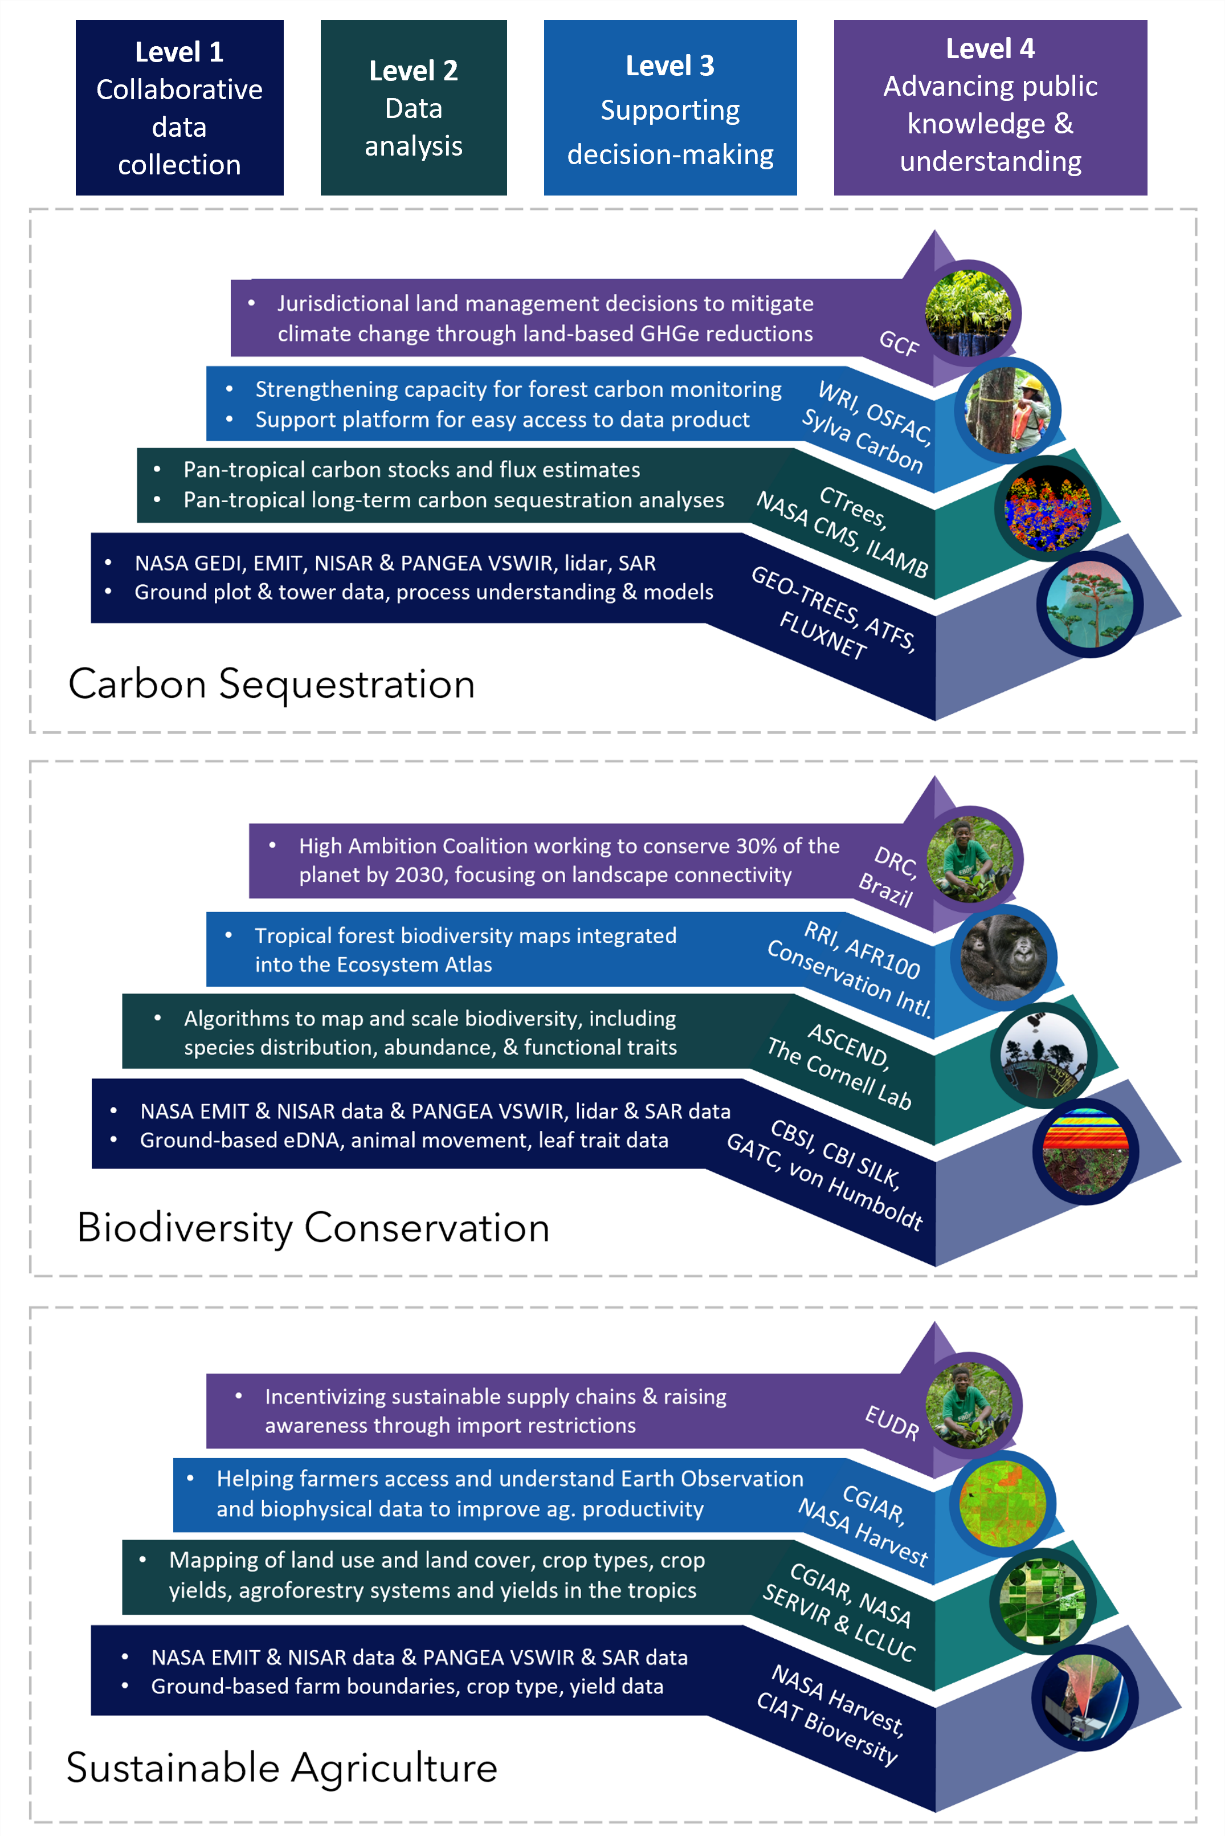 Level 1
Collaborative
data
collection
Level 2
Data
analysis
Level 3
Supporting
decision-making
Level 4
Advancing public
knowledge &
understanding
• Jurisdictional land management decisions to mitigate
climate change through land-based GHGe reductions
GCF
• Strengthening capacity for forest carbon monitoring
• Support platform for easy access to data product
WRI, OSFAC,
Sylva Carbon
• Pan-tropical carbon stocks and flux estimates
• Pan-tropical long-term carbon sequestration analyses
CTrees,
NASA CMS, ILAMB
• NASA GEDI, EMIT, NISAR & PANGEA VSWIR, lidar, SAR
• Ground plot & tower data, process understanding & models
GEO-TREES, ATFS,
FLUXNET
Carbon Sequestration
• High Ambition Coalition working to conserve 30% of the
planet by 2030, focusing on landscape connectivity
DRC,
Brazil
• Tropical forest biodiversity maps integrated
into the Ecosystem Atlas
RRI, AFR100
Conservation Intl.
• Algorithms to map and scale biodiversity, including
species distribution, abundance, & functional traits
ASCEND,
The Cornell Lab
• NASA EMIT & NISAR data & PANGEA VSWIR, lidar & SAR data
• Ground-based eDNA, animal movement, leaf trait data
CBSI, CBI SILK,
GATC, von Humboldt
Biodiversity Conservation
• Incentivizing sustainable supply chains & raising
awareness through import restrictions
EUDR
• Helping farmers access and understand Earth Observation
and biophysical data to improve ag. productivity
CGIAR,
NASA Harvest
• Mapping of land use and land cover, crop types, crop
yields, agroforestry systems and yields in the tropics
CGIAR, NASA
SERVIR & LCLUC
• NASA EMIT & NISAR data & PANGEA VSWIR & SAR data
• Ground-based farm boundaries, crop type, yield data
NASA Harvest,
CIAT Bioversity
Sustainable Agriculture